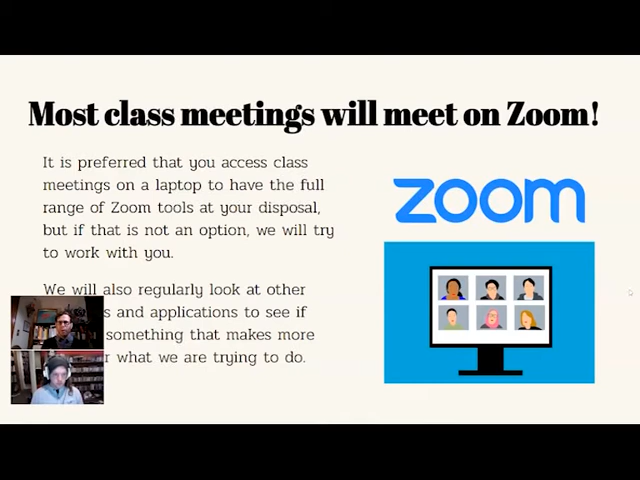 Most class meetings will meet on Zoom!
It is preferred that you access class
meetings on a laptop to have the full
range of Zoom tools at your disposal,
but if that is not an option, we will try
to work with you.
We will also regularly look at other
and applications to see if
something that makes more
what we are trying to do.
zoom